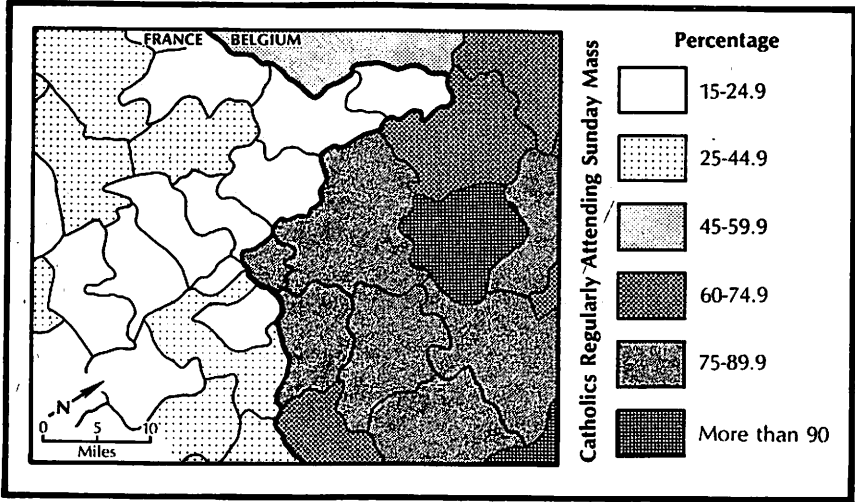 FRANCE BELGIUM
N
0 5 10
Miles
Catholics Regularly Attending Sunday Mass
Percentage
15-24.9
25-44.9
45-59.9
60-74.9
75-89.9
More than 90